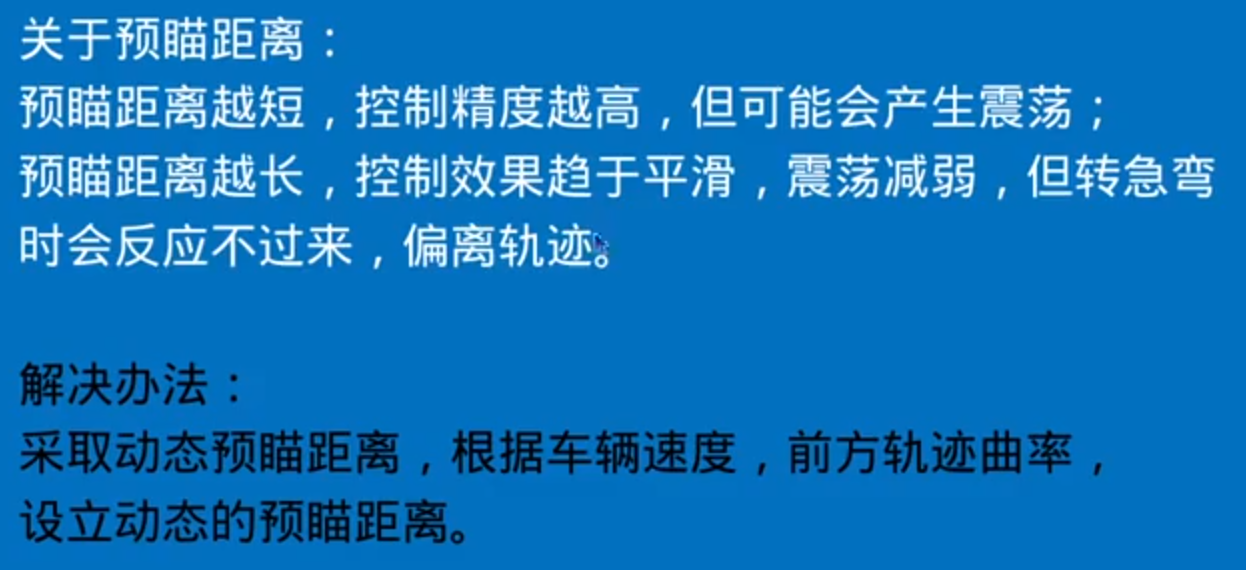 关于预瞄距离：
预瞄距离越短，控制精度越高，但可能会产生震荡；
预瞄距离越长，控制效果趋于平滑，震荡减弱，但转急弯
时会反应不过来，偏离轨迹。
解决办法：
采取动态预瞄距离，根据车辆速度，前方轨迹曲率，
设立动态的预瞄距离。